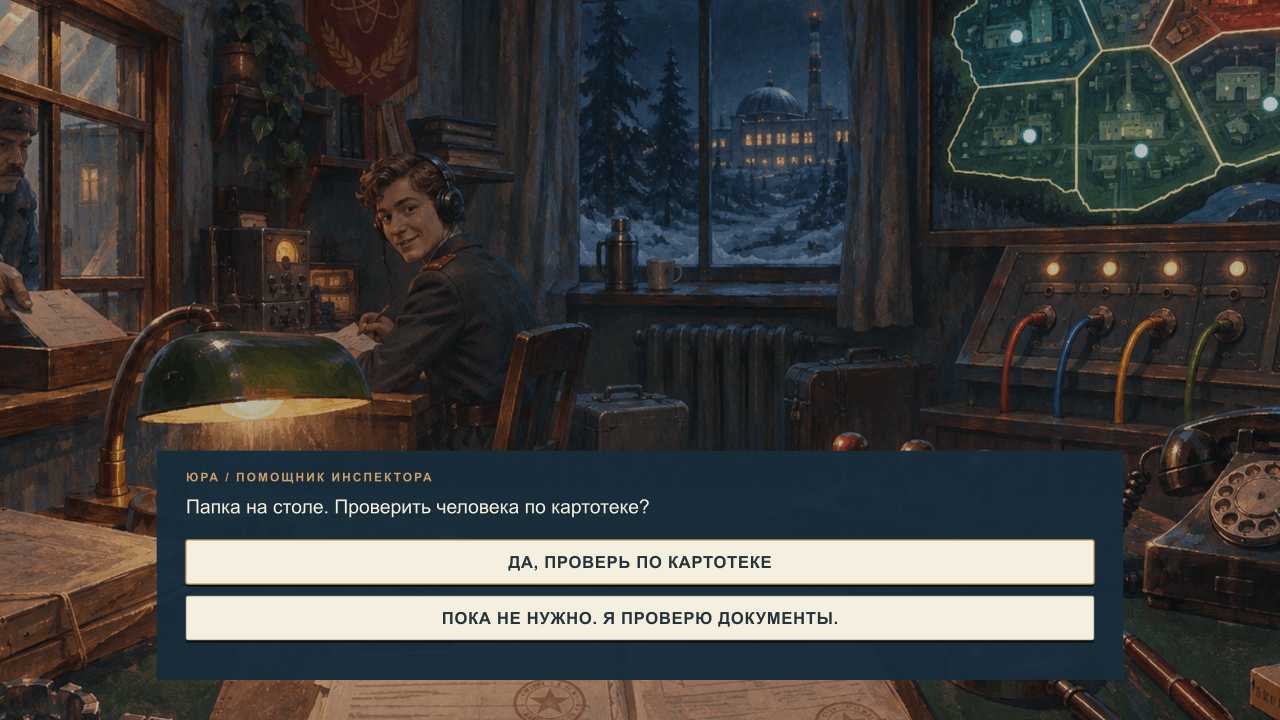 ЮРА / ПОМОЩНИК ИНСПЕКТОРА
Папка на столе. Проверить человека по картотеке?
ДА, ПРОВЕРЬ ПО КАРТОТЕКЕ
ПОКА НЕ НУЖНО. Я ПРОВЕРЮ ДОКУМЕНТЫ.